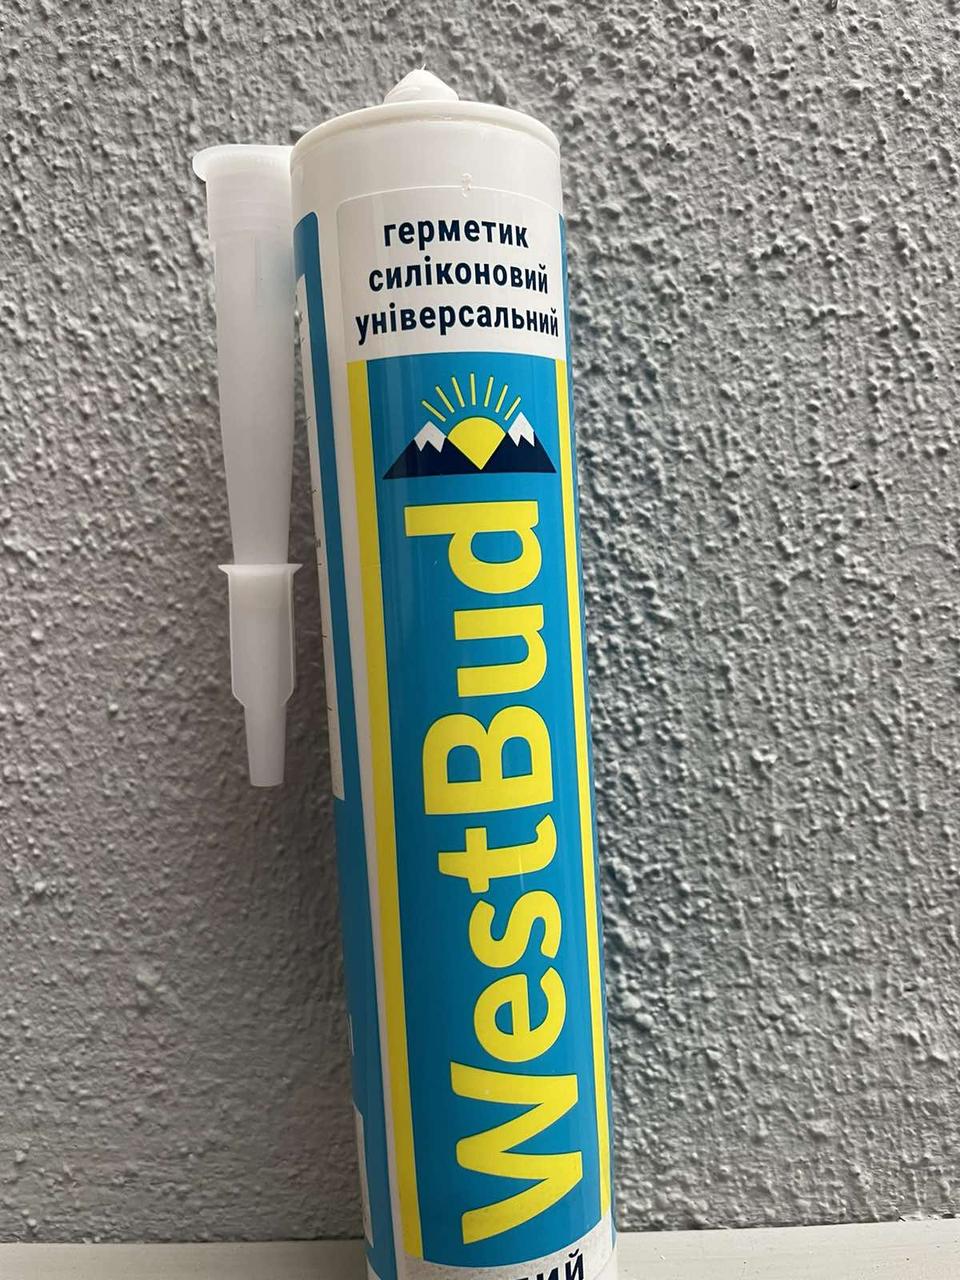 герметик
силіконовий
універсальний
WestBud